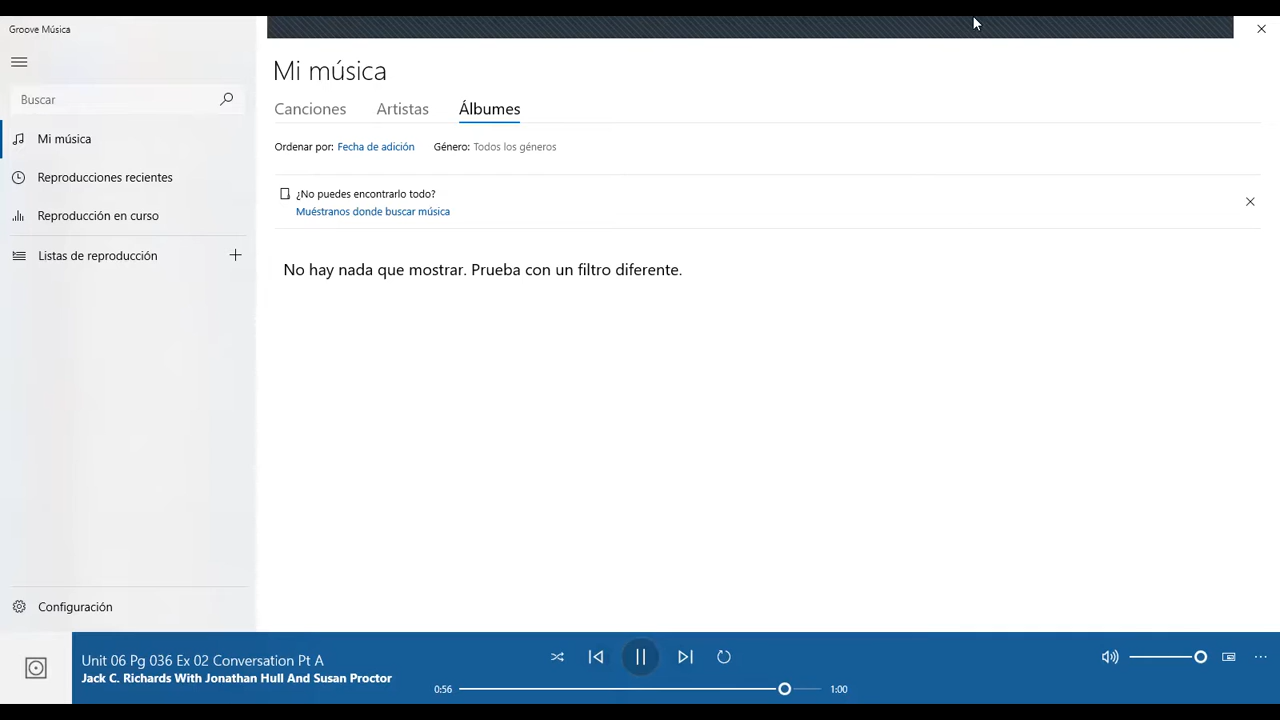 Groove Música
Buscar
Mi música
Reproducciones recientes
Reproducción en curso
Listas de reproducción
Configuración
Mi música
Canciones Artistas Álbumes
Ordenar por: Fecha de adición Género: Todos los géneros
¿No puedes encontrarlo todo?
Muéstranos donde buscar música
No hay nada que mostrar. Prueba con un filtro diferente.
Unit 06 Pg 036 Ex 02 Conversation Pt A
Jack C. Richards With Jonathan Hull And Susan Proctor
0:56 1:00